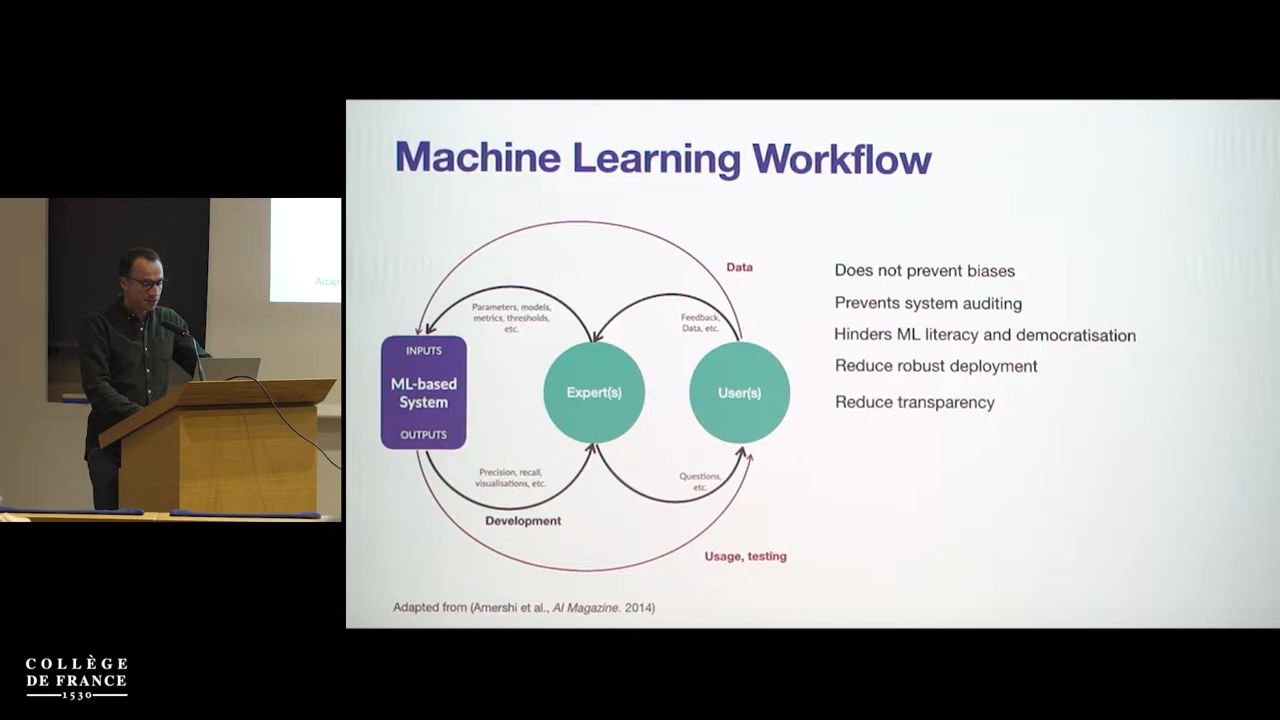 Machine Learning Workflow
Data
Parameters, models,
metrics, thresholds,
etc.
Feedback,
Data, etc.
INPUTS
ML-based
System
OUTPUTS
Expert(s)
User(s)
Precision, recall,
visualisations, etc.
Questions,
etc.
Development
Usage, testing
Does not prevent biases
Prevents system auditing
Hinders ML literacy and democratisation
Reduce robust deployment
Reduce transparency
Adapted from (Amershi et al., AI Magazine. 2014)
Adap
COLLÈGE
DE FRANCE
1530